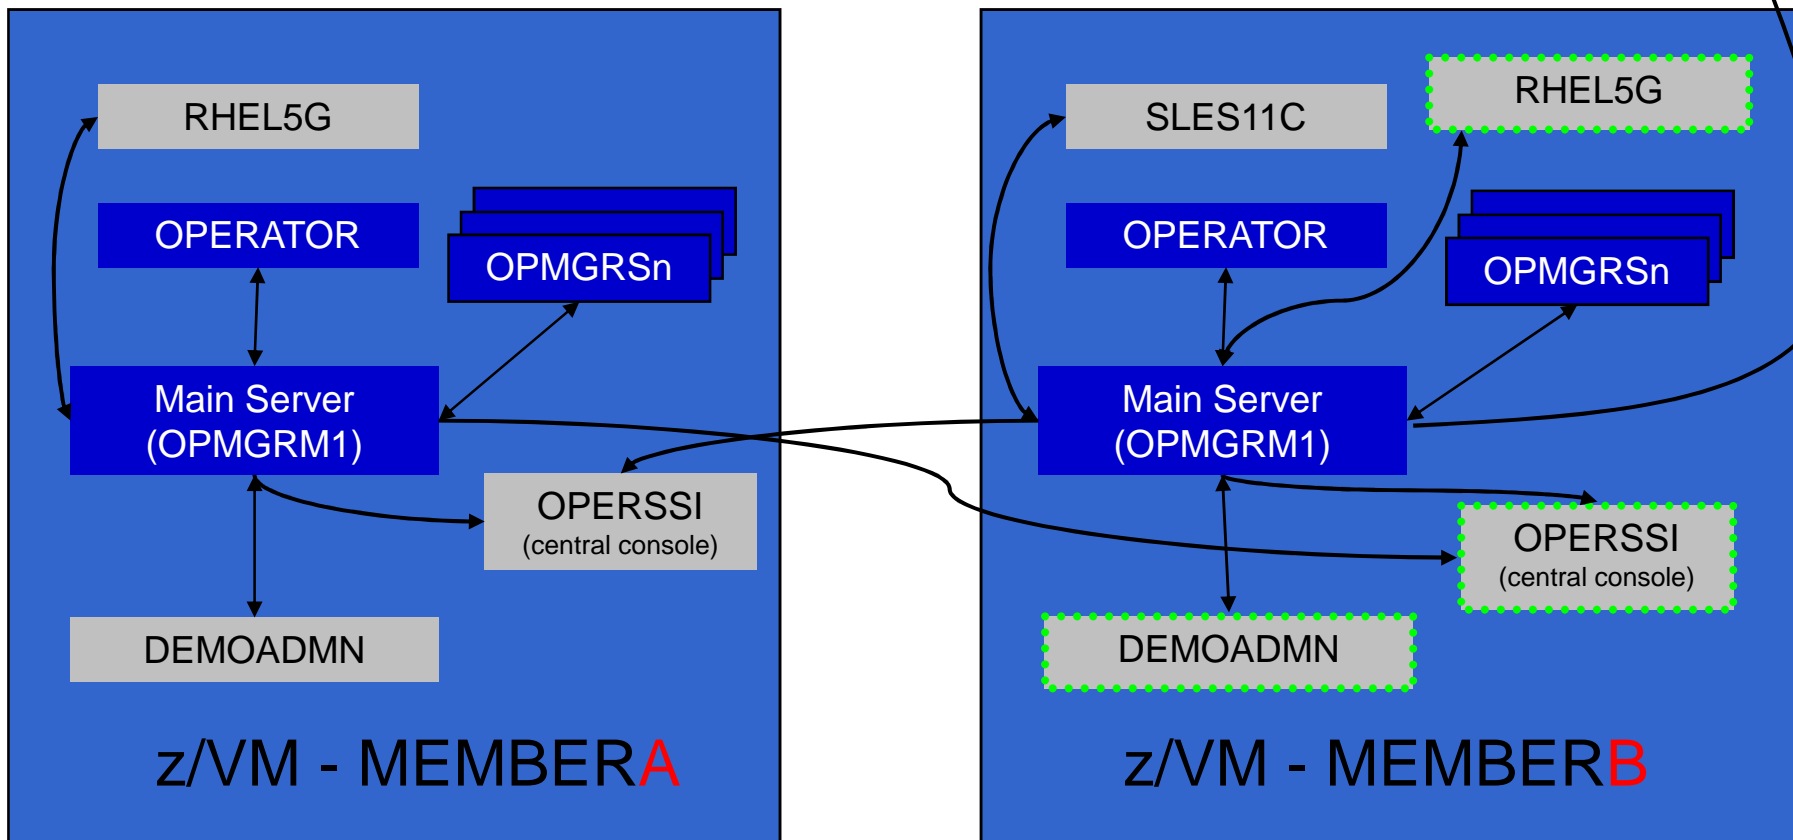 RHEL5G
OPERATOR
OPMGRSn
Main Server
(OPMGRM1)
OPERSSI
(central console)
DEMOADMN
z/VM - MEMBERA
SLES11C
RHEL5G
OPERATOR
OPMGRSn
Main Server
(OPMGRM1)
OPERSSI
(central console)
DEMOADMN
z/VM - MEMBERB